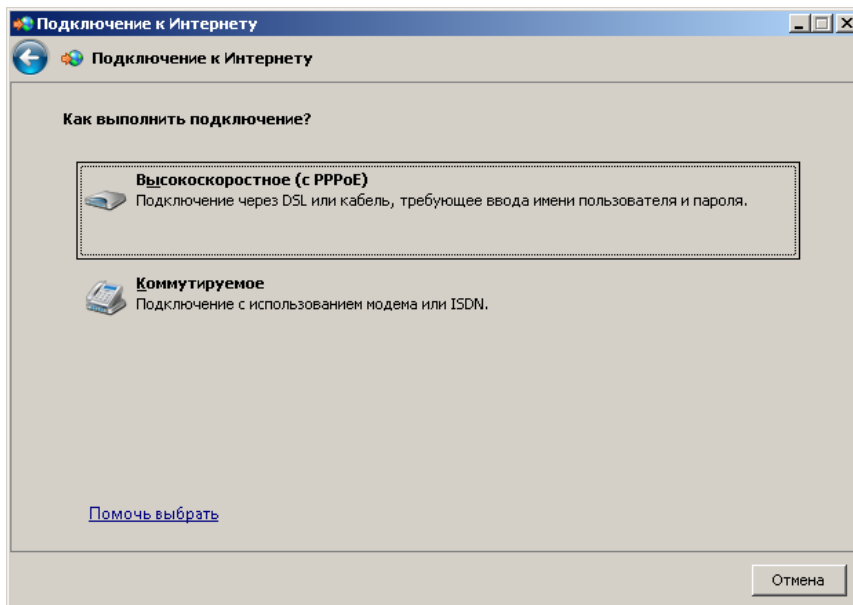 Подключение к Интернету
Подключение к Интернету
Как выполнить подключение?
Высокоскоростное (с PPPoE)
Подключение через DSL или кабель, требующее ввода имени пользователя и пароля.
Коммутируемое
Подключение с использованием модема или ISDN.
Помочь выбрать
Отмена